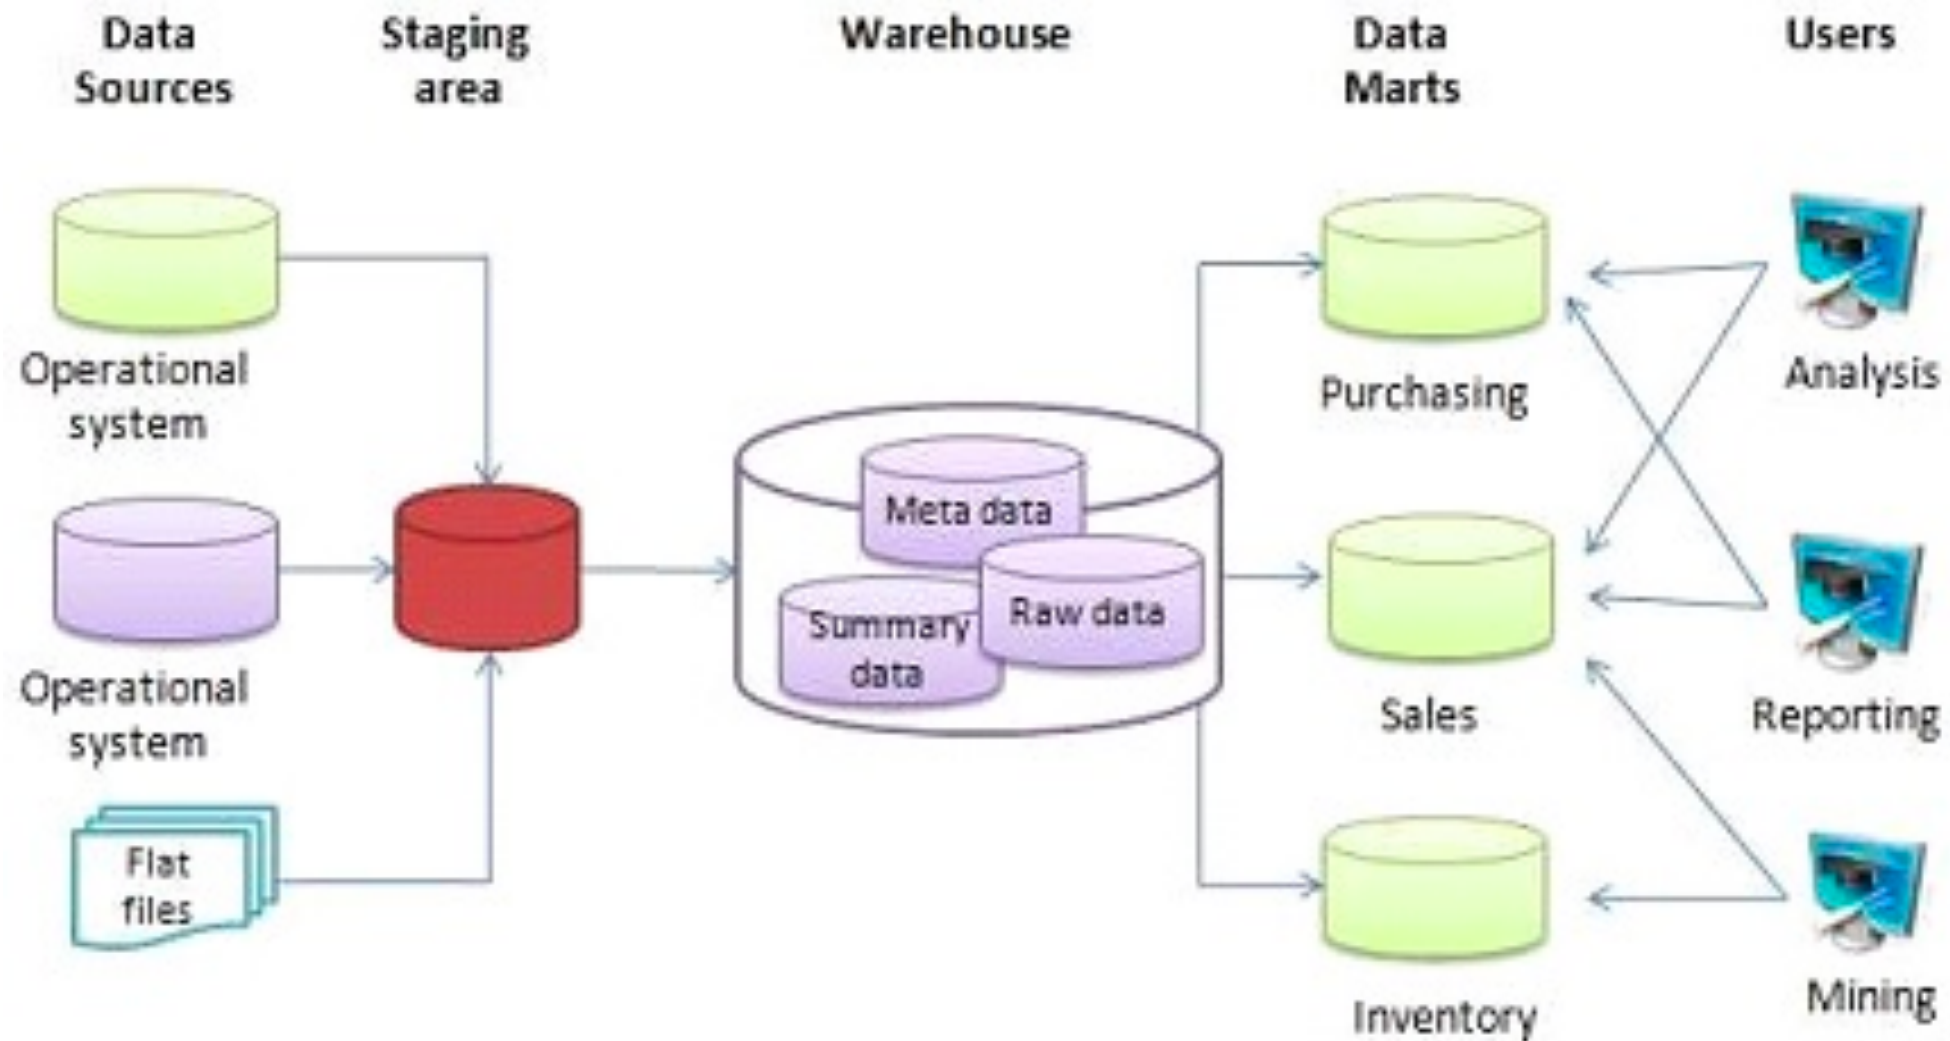 Data
Sources
Staging
area
Warehouse
Data
Marts
Users
Operational
system
Operational
system
Flat
files
Meta data
Summary
data
Raw data
Purchasing
Sales
Inventory
Analysis
Reporting
Mining